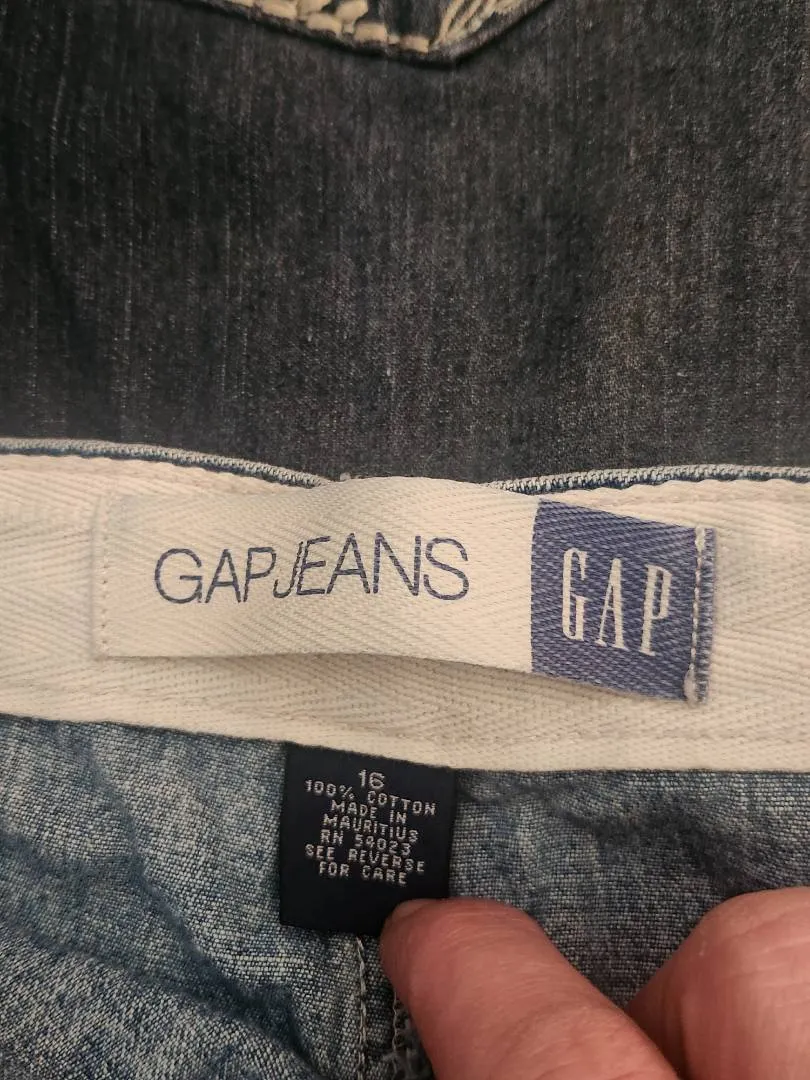 GAPJEANS
GAP
16
100% COTTON
MADE IN
MAURITIUS
RN 54023
SEE REVERSE
FOR CARE